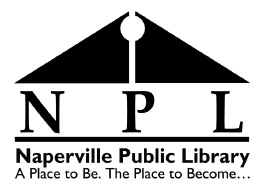 N P L
Naperville Public Library
A Place to Be. The Place to Become...